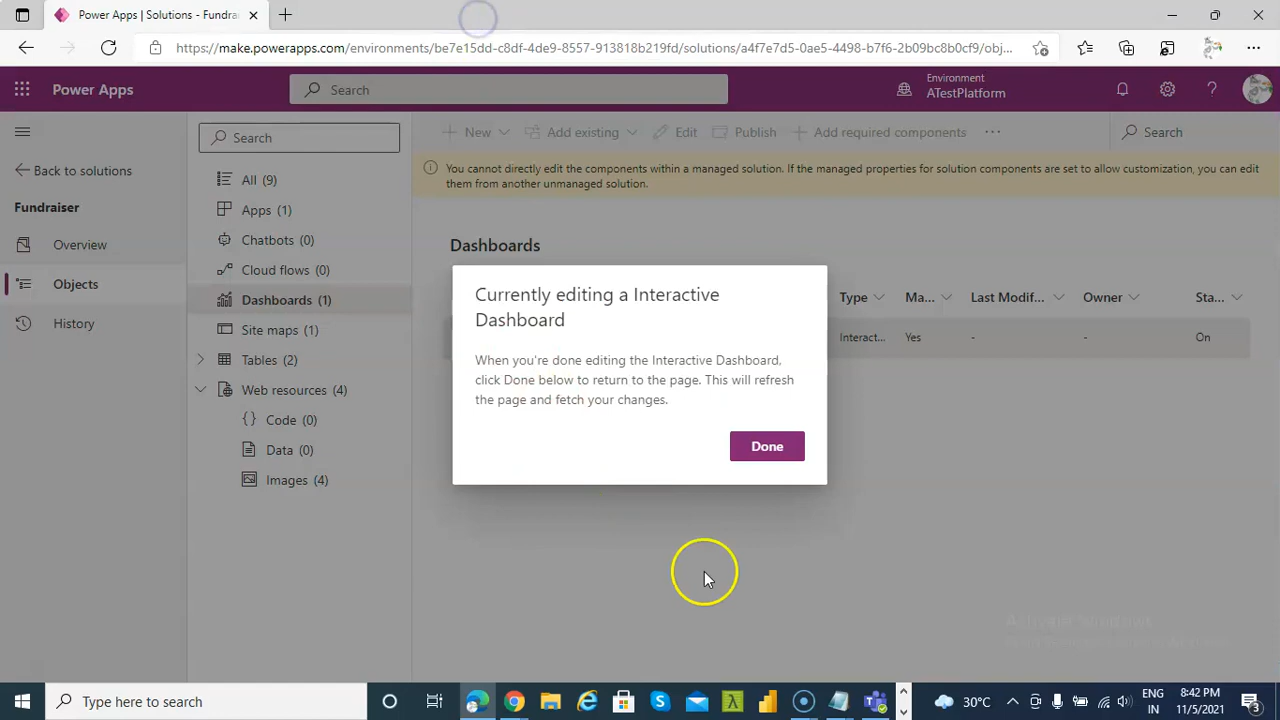 Power Apps | Solutions - Fundra
https://make.powerapps.com/environments/be7e15dd-c8df-4de9-8557-913818b219fd/solutions/a4f7e7d5-0ae5-4498-b7f6-2b09bc8b0cf9/obj...
Power Apps
Search
Environment
ATestPlatform
Search
New
Add existing
Edit
Publish
Add required components
Search
Back to solutions
Fundraiser
Overview
Objects
History
All (9)
Apps (1)
Chatbots (0)
Cloud flows (0)
Dashboards (1)
Site maps (1)
Tables (2)
Web resources (4)
Code (0)
Data (0)
Images (4)
You cannot directly edit the components within a managed solution. If the managed properties for solution components are set to allow customization, you can edit
them from another unmanaged solution.
Dashboards
Type
Ma...
Last Modif...
Owner
Sta...
Interact...
Yes
-
-
On
Currently editing a Interactive
Dashboard
When you're done editing the Interactive Dashboard,
click Done below to return to the page. This will refresh
the page and fetch your changes.
Done
Activate Windows
Type here to search
30°C
ENG
IN
8:42 PM
11/5/2021
3